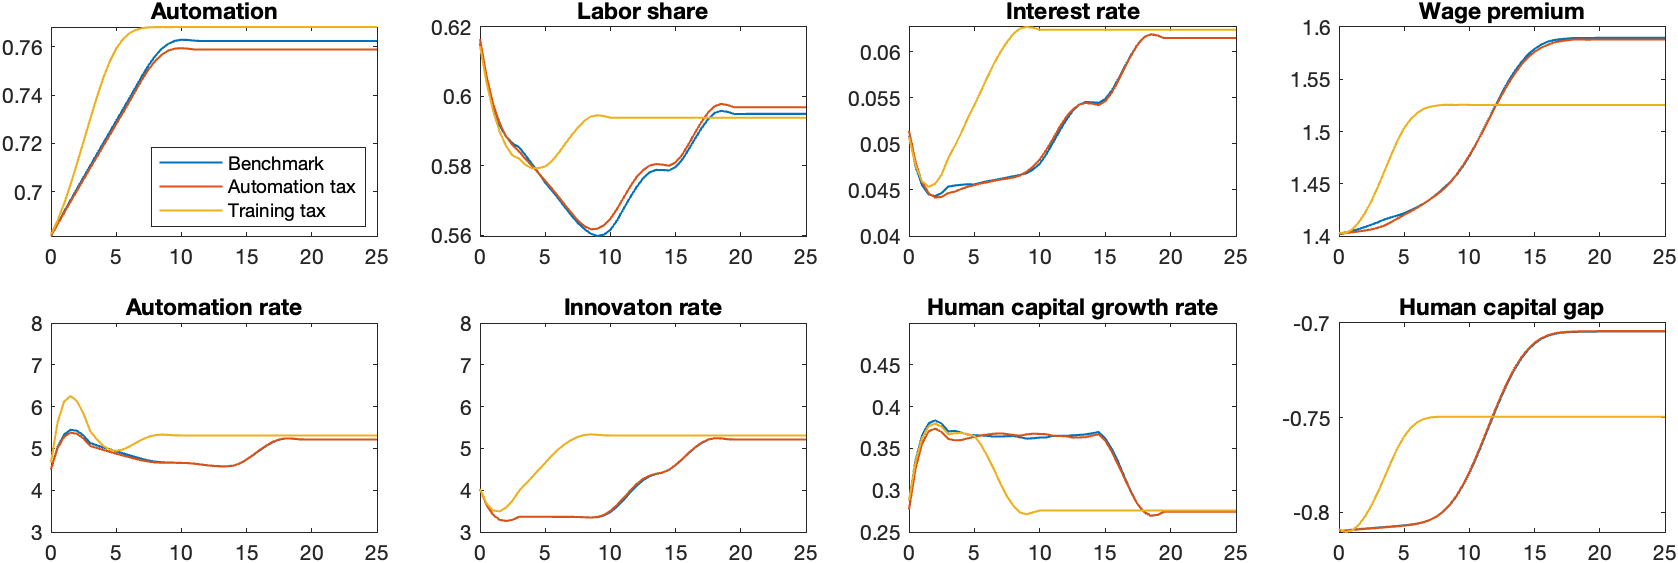 Automation
0.76
0.74
0.72
0.7
0 5 10 15 20 25
Benchmark
Automation tax
Training tax
Labor share
0.62
0.6
0.58
0.56
0 5 10 15 20 25
Interest rate
0.06
0.055
0.05
0.045
0.04
0 5 10 15 20 25
Wage premium
1.6
1.55
1.5
1.45
1.4
0 5 10 15 20 25
Automation rate
8
7
6
5
4
3
0 5 10 15 20 25
Innovaton rate
8
7
6
5
4
3
0 5 10 15 20 25
Human capital growth rate
0.45
0.4
0.35
0.3
0.25
0 5 10 15 20 25
Human capital gap
-0.7
-0.75
-0.8
0 5 10 15 20 25